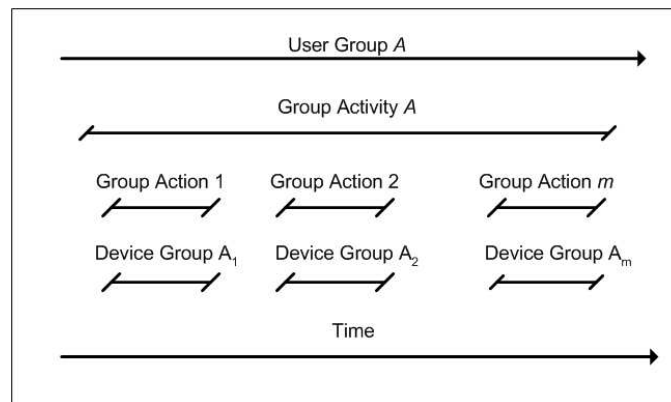 User Group A
Group Activity A
Group Action 1 Group Action 2 Group Action m
Device Group A₁ Device Group A₂ Device Group Aₘ
Time